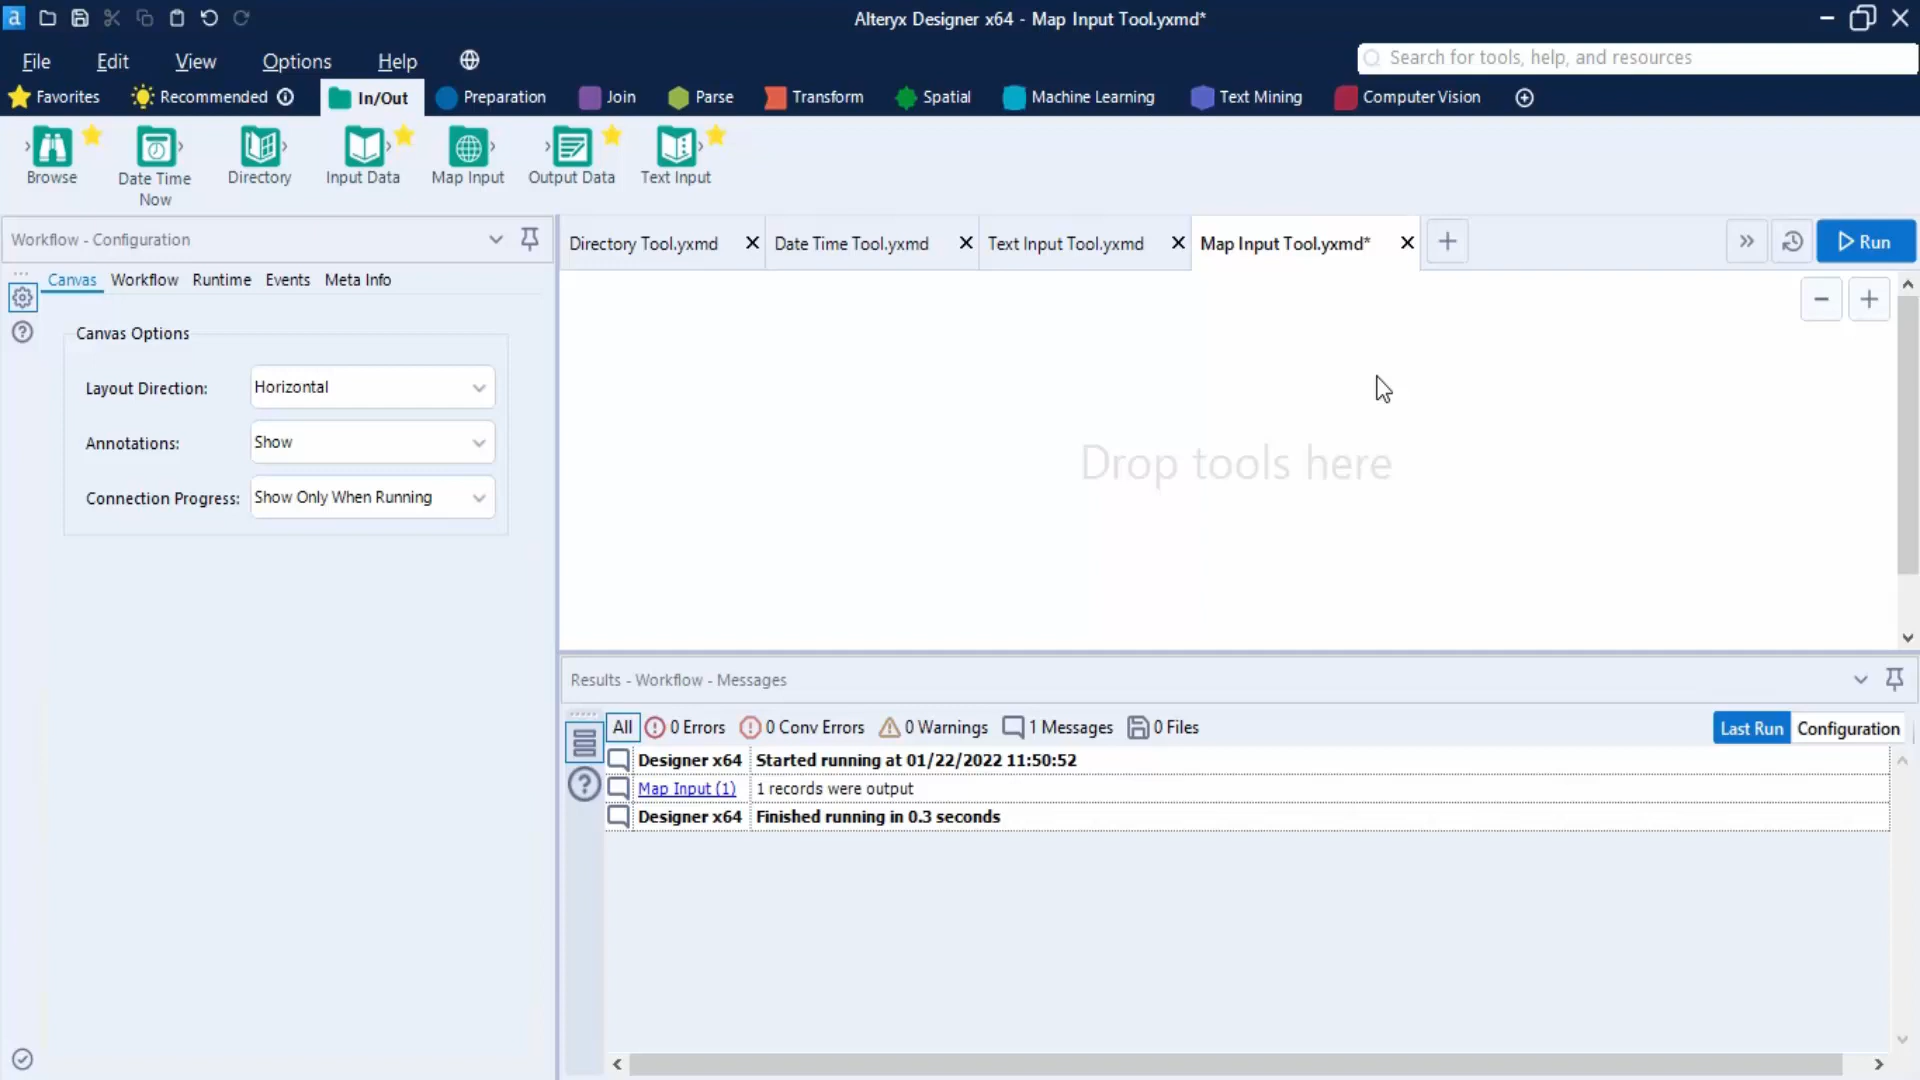 a
Alteryx Designer x64 - Map Input Tool.yxmd*
File Edit View Options Help
Search for tools, help, and resources
Favorites Recommended In/Out Preparation Join Parse Transform Spatial Machine Learning Text Mining Computer Vision
Browse Date Time Now Directory Input Data Map Input Output Data Text Input
Workflow - Configuration
Directory Tool.yxmd Date Time Tool.yxmd Text Input Tool.yxmd Map Input Tool.yxmd*
Run
Canvas Workflow Runtime Events Meta Info
Canvas Options
Layout Direction: Horizontal
Annotations: Show
Connection Progress: Show Only When Running
Drop tools here
Results - Workflow - Messages
All 0 Errors 0 Conv Errors 0 Warnings 1 Messages 0 Files Last Run Configuration
Designer x64 Started running at 01/22/2022 11:50:52
Map Input (1) 1 records were output
Designer x64 Finished running in 0.3 seconds